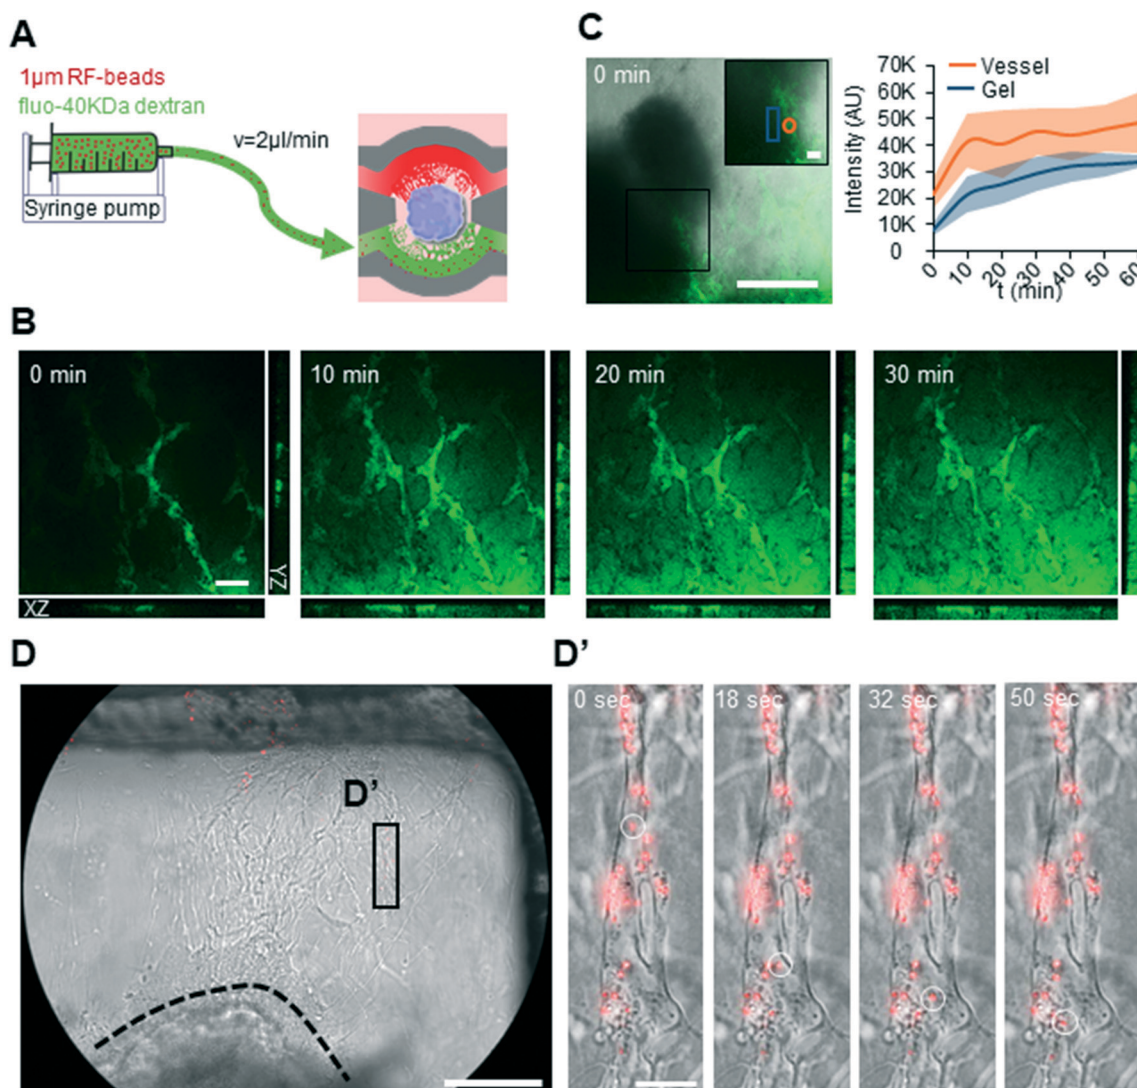 A
1µm RF-beads
fluo-40KDa dextran
v=2µl/min
Syringe pump
C
0 min
70K
60K
50K
40K
30K
20K
10K
0
Intensity (AU)
Vessel
Gel
0
10
20
30
40
50
60
t (min)
B
0 min
10 min
20 min
30 min
YZ
XZ
D
D'
D'
0 sec
18 sec
32 sec
50 sec